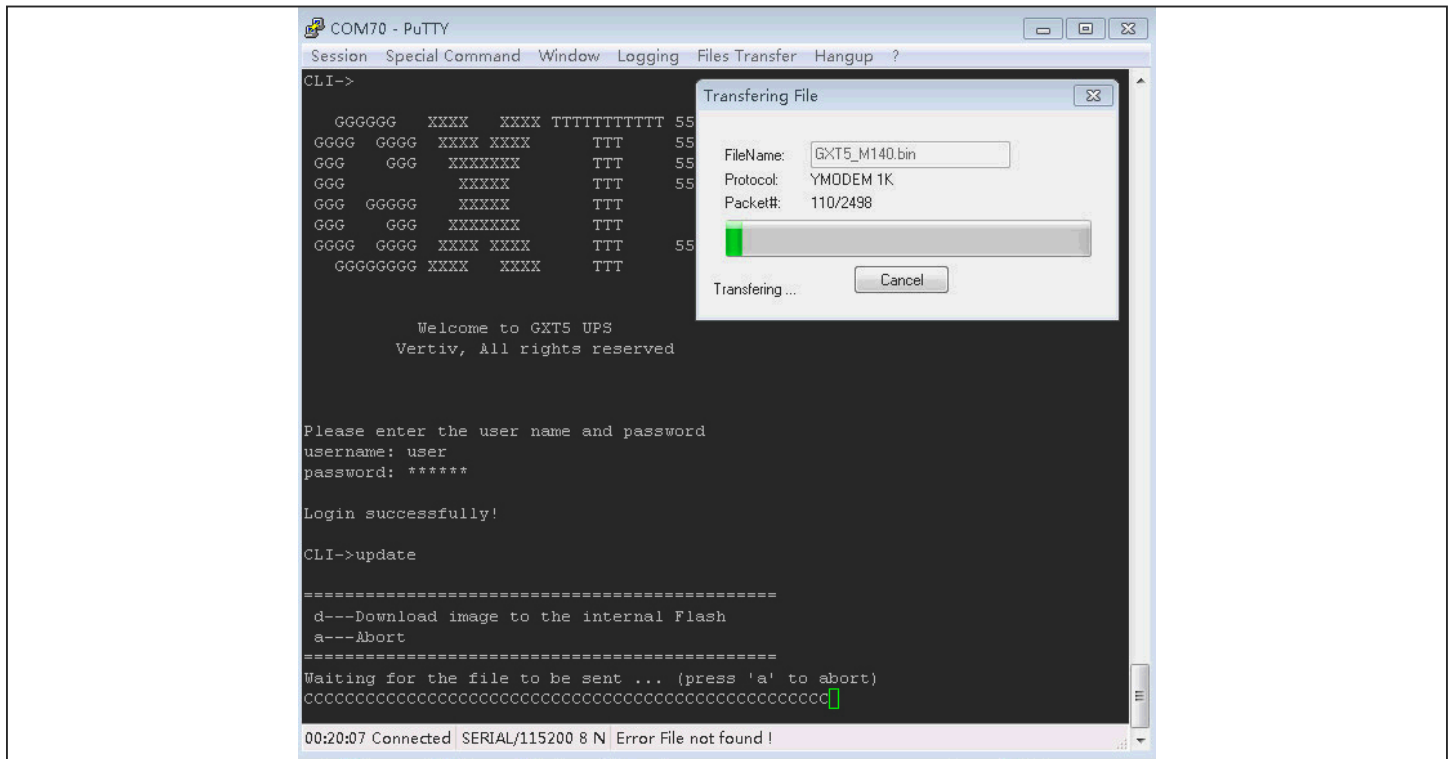 COM70 - PuTTY
Session Special Command Window Logging Files Transfer Hangup ?
CLI->
GGGGGG XXXX XXXX TTTTTTTTTTT 55
GGGG GGGG XXXX XXXX TTT 55
GGG GGG XXXXXXX TTT 55
GGG XXXXX TTT 55
GGG GGGGG XXXXX TTT
GGG GGG XXXXXXX TTT
GGGG GGGG XXXX XXXX TTT 55
GGGGGGGG XXXX XXXX TTT
Transfering File
FileName: GXT5_M140.bin
Protocol: YMODEM 1K
Packet#: 110/2498
Transfering ...
Cancel
Welcome to GXT5 UPS
Vertiv, All rights reserved
Please enter the user name and password
username: user
password: ******
Login successfully!
CLI->update
==============================================
d---Download image to the internal Flash
a---Abort
==============================================
Waiting for the file to be sent ... (press 'a' to abort)
CCCCCCCCCCCCCCCCCCCCCCCCCCCCCCCCCCCCCCCCCCCCCCCCCCC
00:20:07 Connected SERIAL/115200 8 N Error File not found !